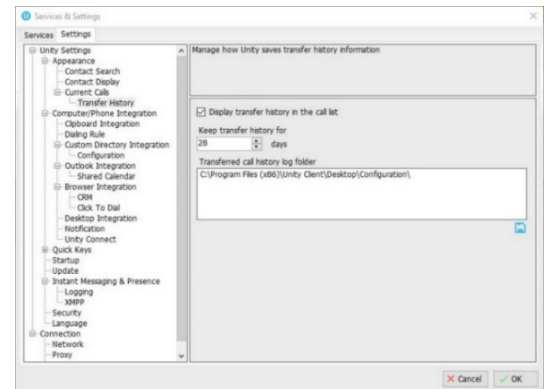 Services & Settings
Services Settings
Unity Settings
Appearance
Contact Search
Contact Display
Current Calls
Transfer History
Computer/Phone Integration
Clipboard Integration
Dialing Rule
Custom Directory Integration
Configuration
Outlook Integration
Shared Calendar
Browser Integration
CRM
Click To Dial
Desktop Integration
Notification
Unity Connect
Quick Keys
Startup
Update
Instant Messaging & Presence
Logging
XMPP
Security
Language
Connection
Network
Proxy
Manage how Unity saves transfer history information
Display transfer history in the call list
Keep transfer history for
28 days
Transferred call history log folder
C:\Program Files (x86)\Unity Client\Desktop\Configuration\
Cancel OK